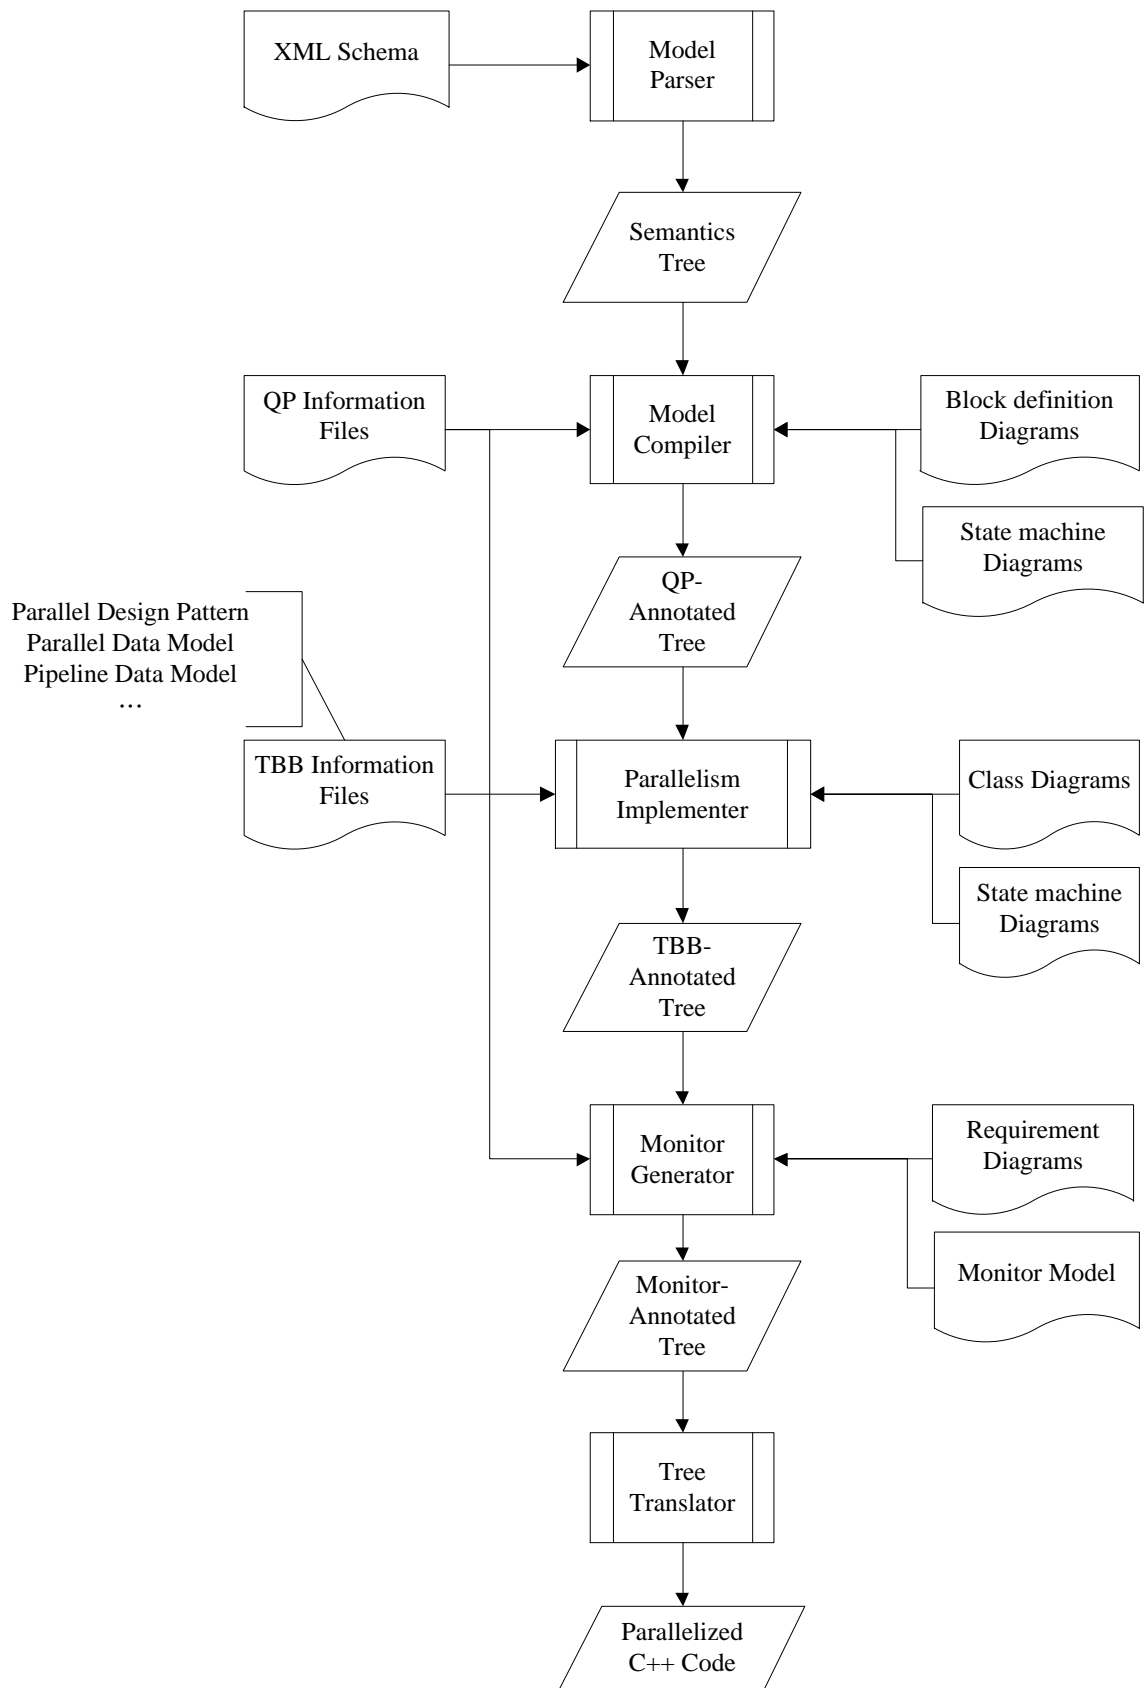 XML Schema
Model
Parser
Semantics
Tree
QP Information
Files
Model
Compiler
Block definition
Diagrams
State machine
Diagrams
QP-
Annotated
Tree
Parallel Design Pattern
Parallel Data Model
Pipeline Data Model
…
TBB Information
Files
Parallelism
Implementer
Class Diagrams
State machine
Diagrams
TBB-
Annotated
Tree
Monitor
Generator
Requirement
Diagrams
Monitor Model
Monitor-
Annotated
Tree
Tree
Translator
Parallelized
C++ Code